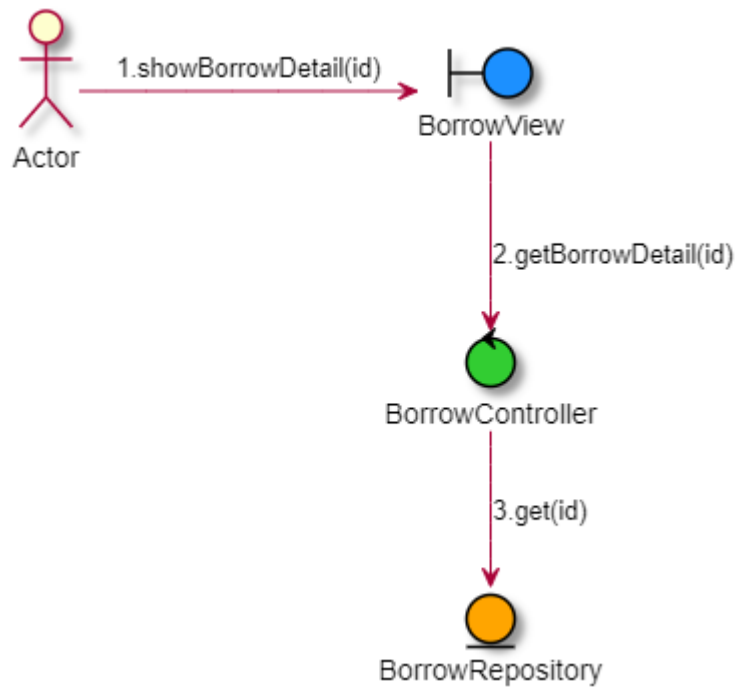 1.showBorrowDetail(id)
Actor
BorrowView
2.getBorrowDetail(id)
BorrowController
3.get(id)
BorrowRepository